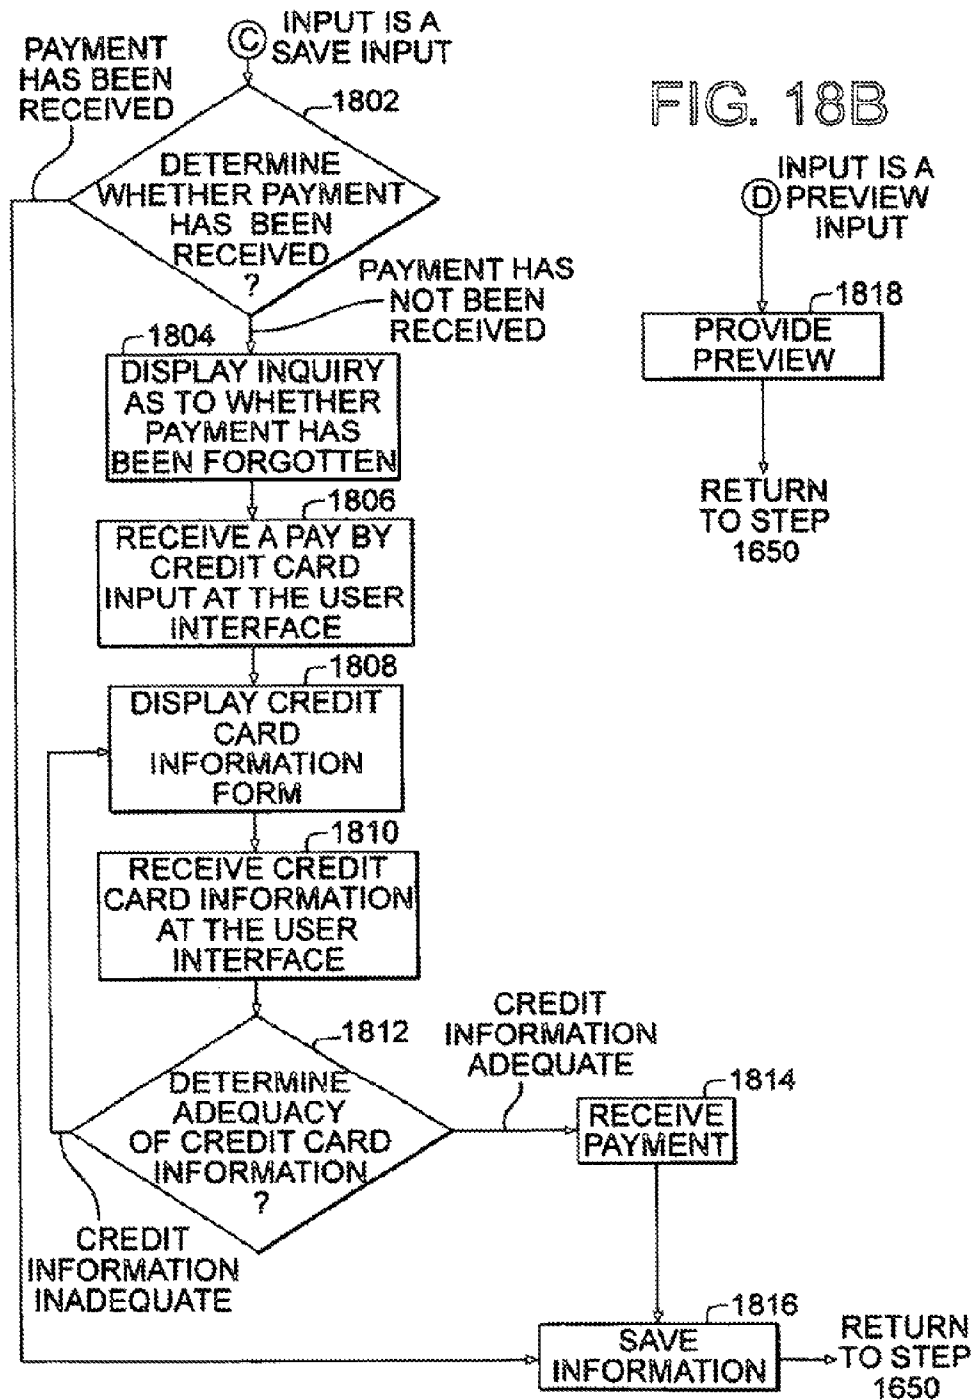 PAYMENT
HAS BEEN
RECEIVED
C
INPUT IS A
SAVE INPUT
1802
DETERMINE
WHETHER PAYMENT
HAS BEEN
RECEIVED
?
FIG. 18B
D
INPUT IS A
PREVIEW
INPUT
PAYMENT HAS
NOT BEEN
RECEIVED
1818
PROVIDE
PREVIEW
RETURN
TO STEP
1650
1804
DISPLAY INQUIRY
AS TO WHETHER
PAYMENT HAS
BEEN FORGOTTEN
1806
RECEIVE A PAY BY
CREDIT CARD
INPUT AT THE USER
INTERFACE
1808
DISPLAY CREDIT
CARD
INFORMATION
FORM
1810
RECEIVE CREDIT
CARD INFORMATION
AT THE USER
INTERFACE
1812
DETERMINE
ADEQUACY
OF CREDIT CARD
INFORMATION
?
CREDIT
INFORMATION
ADEQUATE
CREDIT
INFORMATION
INADEQUATE
1814
RECEIVE
PAYMENT
1816
SAVE
INFORMATION
RETURN
TO STEP
1650